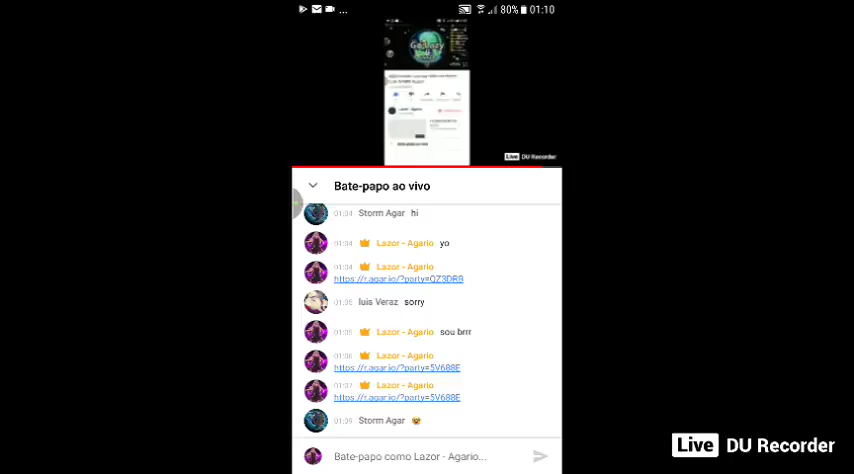 ... 80% 01:10
Live DU Recorder
Bate-papo ao vivo
01:04 Storm Agar hi
01:04 Lazor - Agario yo
01:04 Lazor - Agario
https://r.agar.io/?party=QZ3DRB
01:05 luis Veraz sorry
01:05 Lazor - Agario sou brrr
01:06 Lazor - Agario
https://r.agar.io/?party=5V688E
01:07 Lazor - Agario
https://r.agar.io/?party=5V688E
01:09 Storm Agar
Bate-papo como Lazor - Agario...
Live DU Recorder